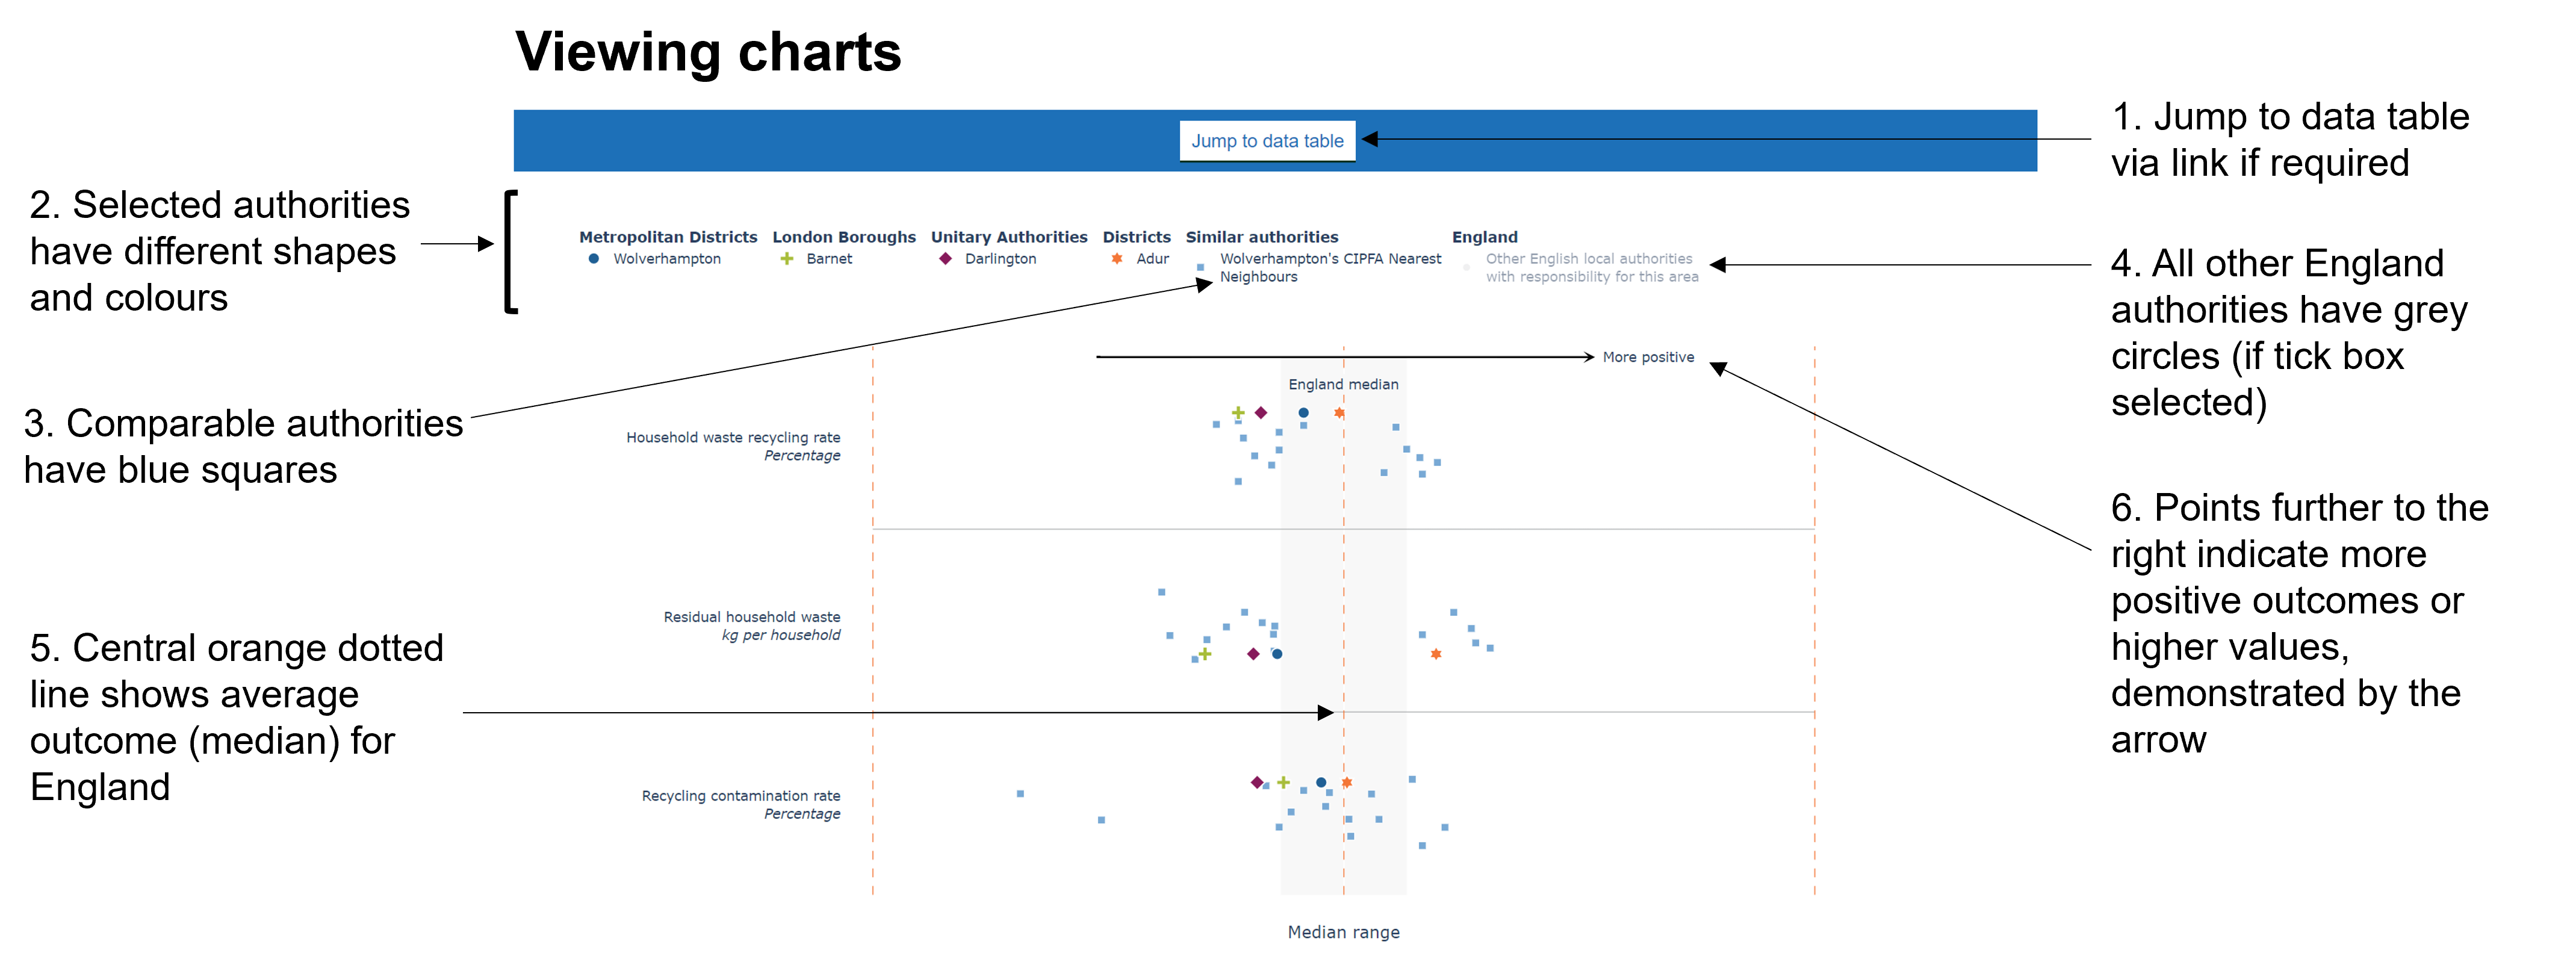 Viewing charts
Jump to data table
1. Jump to data table
via link if required
2. Selected authorities
have different shapes
and colours
Metropolitan Districts
Wolverhampton
London Boroughs
Barnet
Unitary Authorities
Darlington
Districts
Adur
Similar authorities
Wolverhampton's CIPFA Nearest
Neighbours
England
Other English local authorities
with responsibility for this area
3. Comparable authorities
have blue squares
4. All other England
authorities have grey
circles (if tick box
selected)
More positive
England median
Household waste recycling rate
Percentage
Residual household waste
kg per household
5. Central orange dotted
line shows average
outcome (median) for
England
6. Points further to the
right indicate more
positive outcomes or
higher values,
demonstrated by the
arrow
Recycling contamination rate
Percentage
Median range